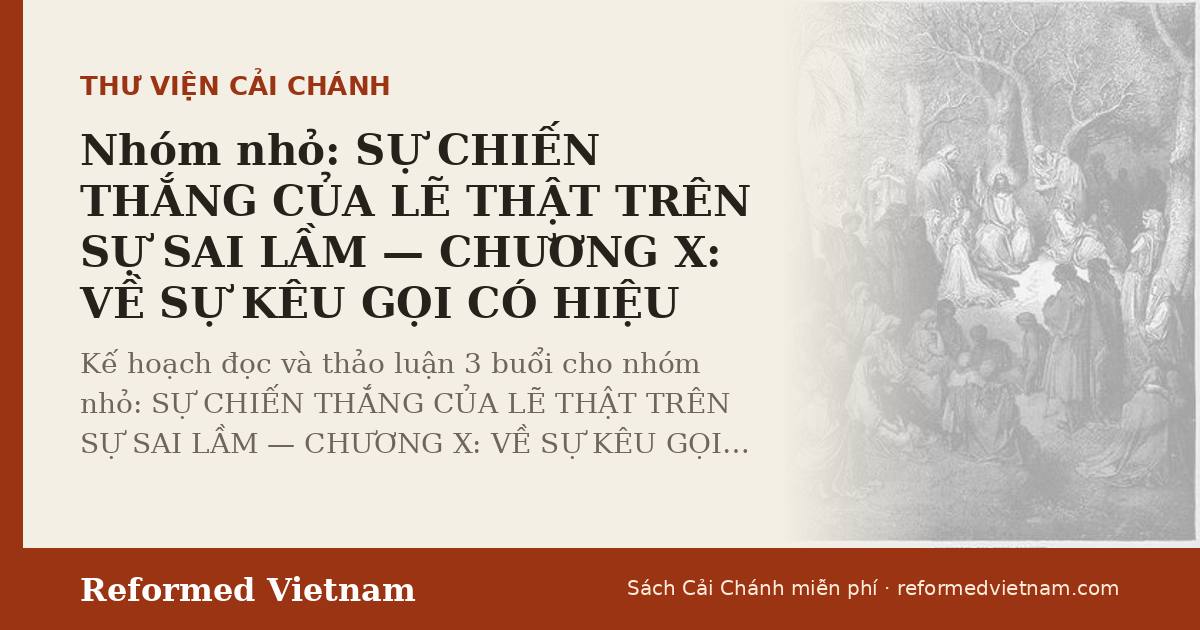 THƯ VIỆN CẢI CHÁNH
Nhóm nhỏ: SỰ CHIẾN
THẮNG CỦA LẼ THẬT TRÊN
SỰ SAI LẦM — CHƯƠNG X:
VỀ SỰ KÊU GỌI CÓ HIỆU
Kế hoạch đọc và thảo luận 3 buổi cho nhóm
nhỏ: SỰ CHIẾN THẮNG CỦA LẼ THẬT TRÊN
SỰ SAI LẦM — CHƯƠNG X: VỀ SỰ KÊU GỌI…
Reformed Vietnam
Sách Cải Chánh miễn phí · reformedvietnam.com